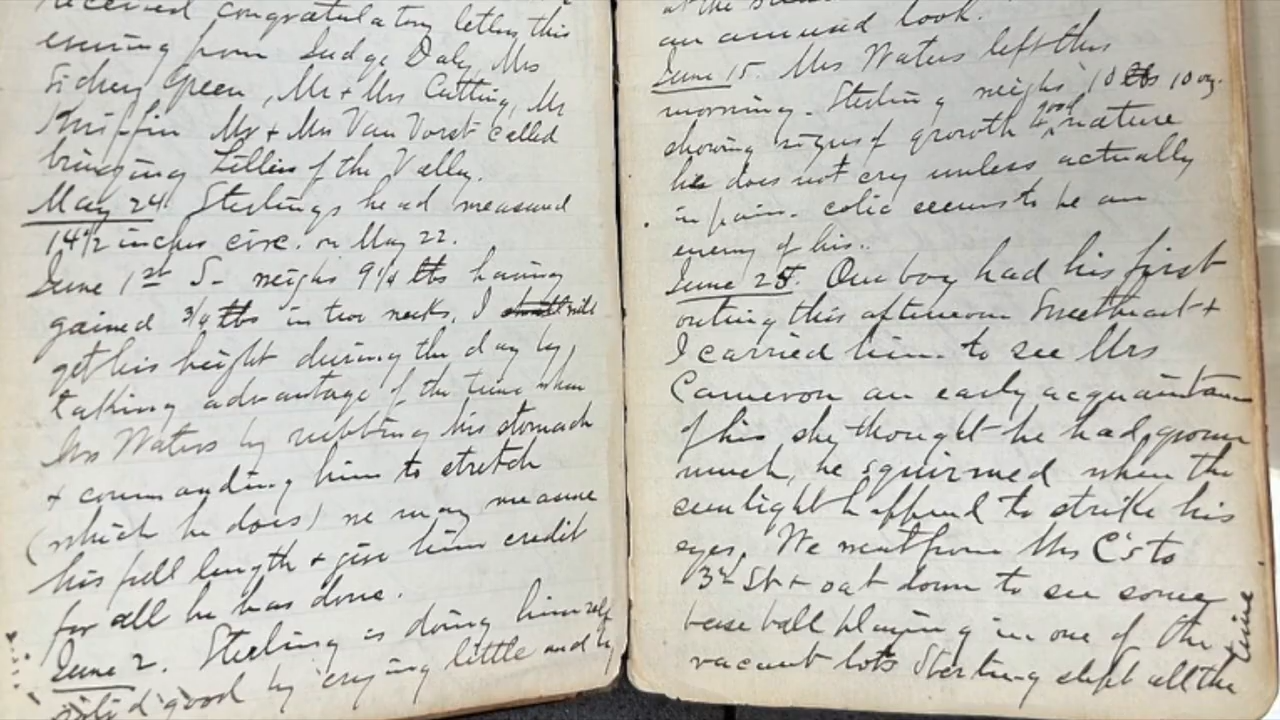 received congratulatory letters this
evening from Judge Daly, Mrs
Sidney Green, Mr + Mrs Cutting, Mr
Kniffin Mr + Mrs Van Vorst called
bringing Lillies of the Valley.
May 24. Sterlings head measured
14 1/2 inches circ. on May 22.
June 1st S- weighs 9 1/4 lbs having
gained 3/4 lbs in two weeks. I shall will
get his height during the day by,
taking advantage of the time when
Mrs Waters by rubbing his stomach
+ commanding him to stretch
(which he does) we may measure
his full length + give him credit
for all he has done.
June 2. Sterling is doing himself
solid good by crying little and by
at the
an amused look.
June 15. Mrs Waters left this
morning. Sterling weighs 10 lbs 10 oz.
showing signs of growth + good nature
he does not cry unless actually
in pain. colic seems to be an
enemy of his..
June 25. Our boy had his first
outing this afternoon Sweetheart +
I carried him to see Mrs
Cameron an early acquaintance
of his, she thought he had grown
much, he squirmed when the
sunlight happend to strike his
eyes. We went from Mrs C's to
St + sat down to see some
base ball playing in one of the
vacant lots Sterling slept all the
time